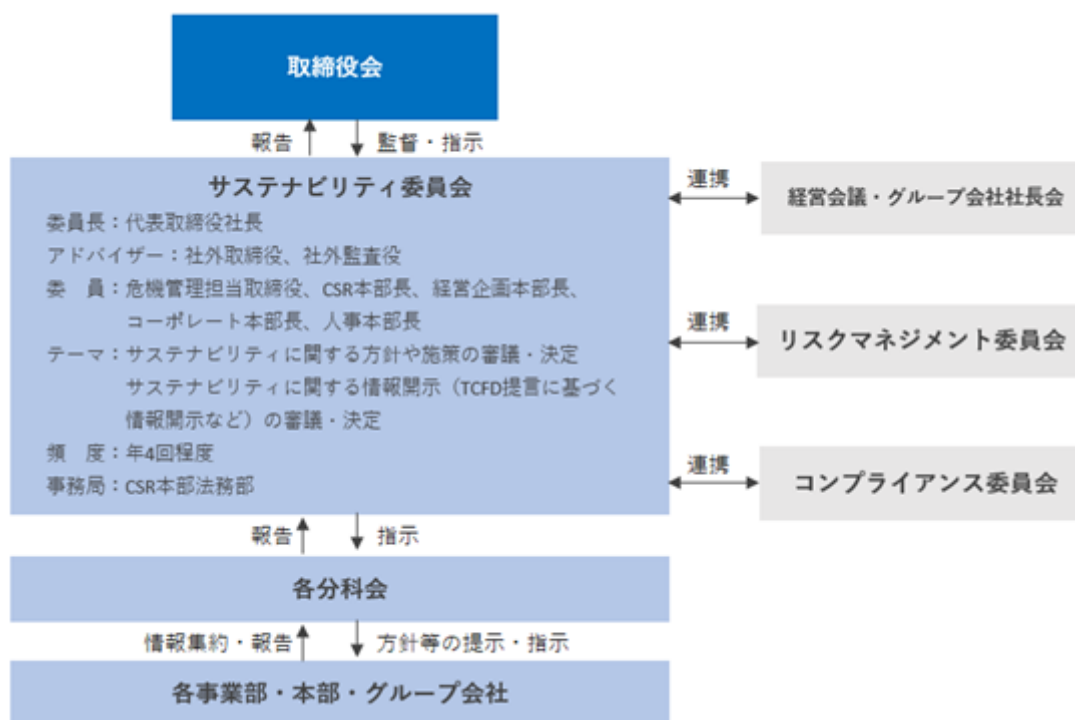 取締役会
報告
監督・指示
サステナビリティ委員会
委員長：代表取締役社長
アドバイザー：社外取締役、社外監査役
委　員：危機管理担当取締役、CSR本部長、経営企画本部長、
コーポレート本部長、人事本部長
テーマ：サステナビリティに関する方針や施策の審議・決定
サステナビリティに関する情報開示（TCFD提言に基づく
情報開示など）の審議・決定
頻　度：年4回程度
事務局：CSR本部法務部
連携
経営会議・グループ会社社長会
連携
リスクマネジメント委員会
連携
コンプライアンス委員会
報告
指示
各分科会
情報集約・報告
方針等の提示・指示
各事業部・本部・グループ会社